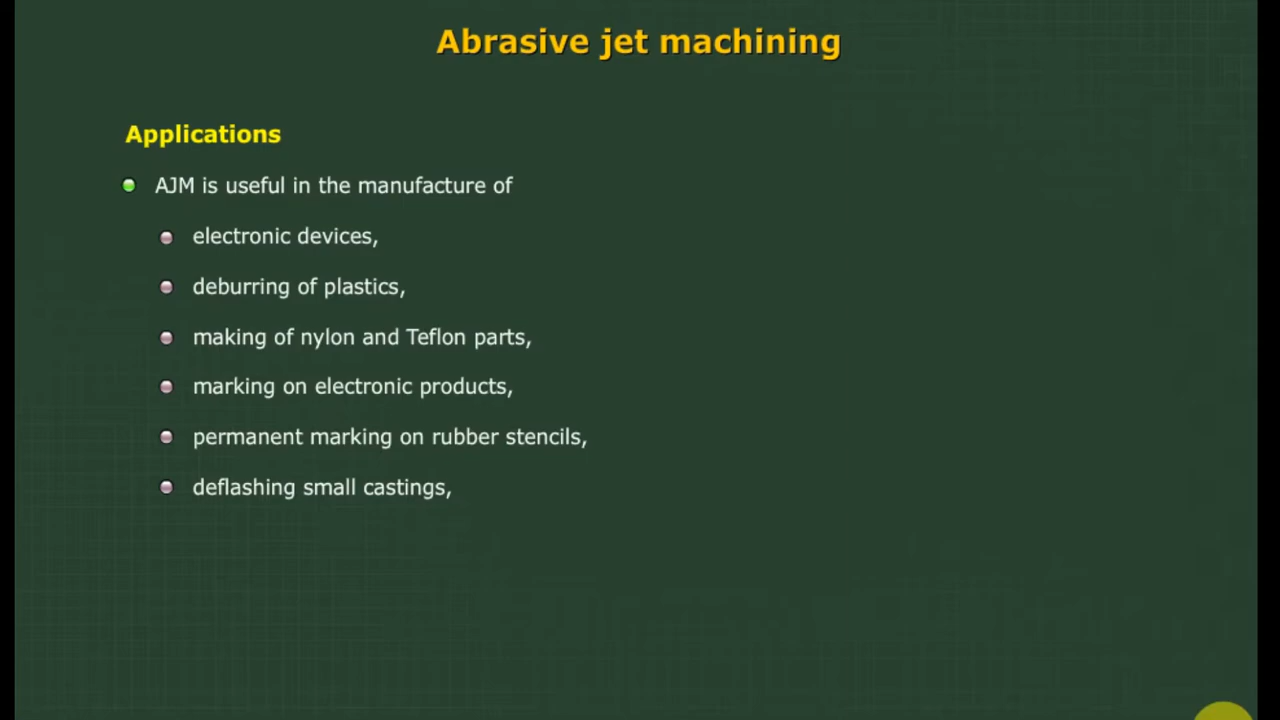 Abrasive jet machining
Applications
AJM is useful in the manufacture of
electronic devices,
deburring of plastics,
making of nylon and Teflon parts,
marking on electronic products,
permanent marking on rubber stencils,
deflashing small castings,